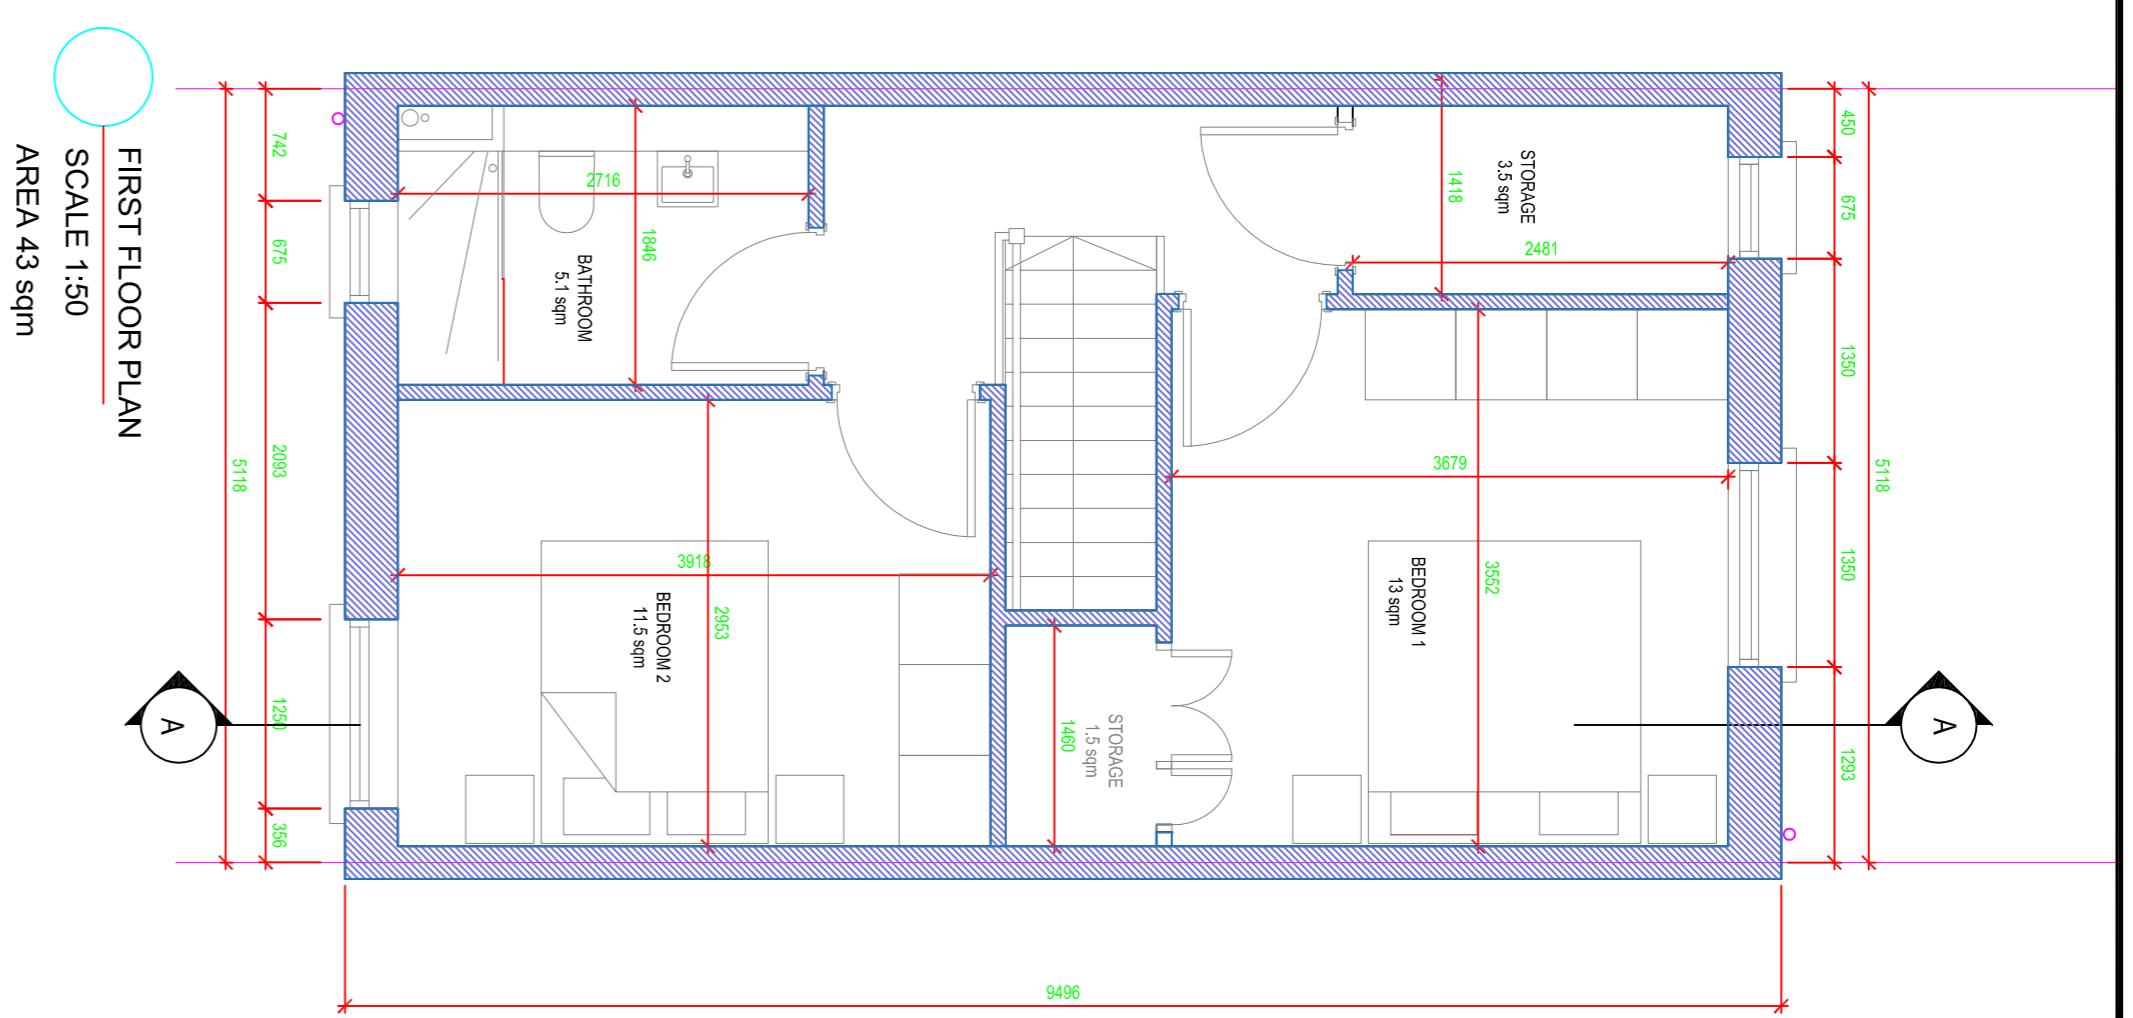 FIRST FLOOR PLAN
SCALE 1:50
AREA 43 sqm
742
675
2093
1250
356
5118
A
2716
1846
BATHROOM
5.1 sqm
3918
2953
BEDROOM 2
11.5 sqm
STORAGE
3.5 sqm
1418
2481
3679
3552
BEDROOM 1
13 sqm
STORAGE
1.5 sqm
1460
450
675
1350
1350
1293
5118
A
9496